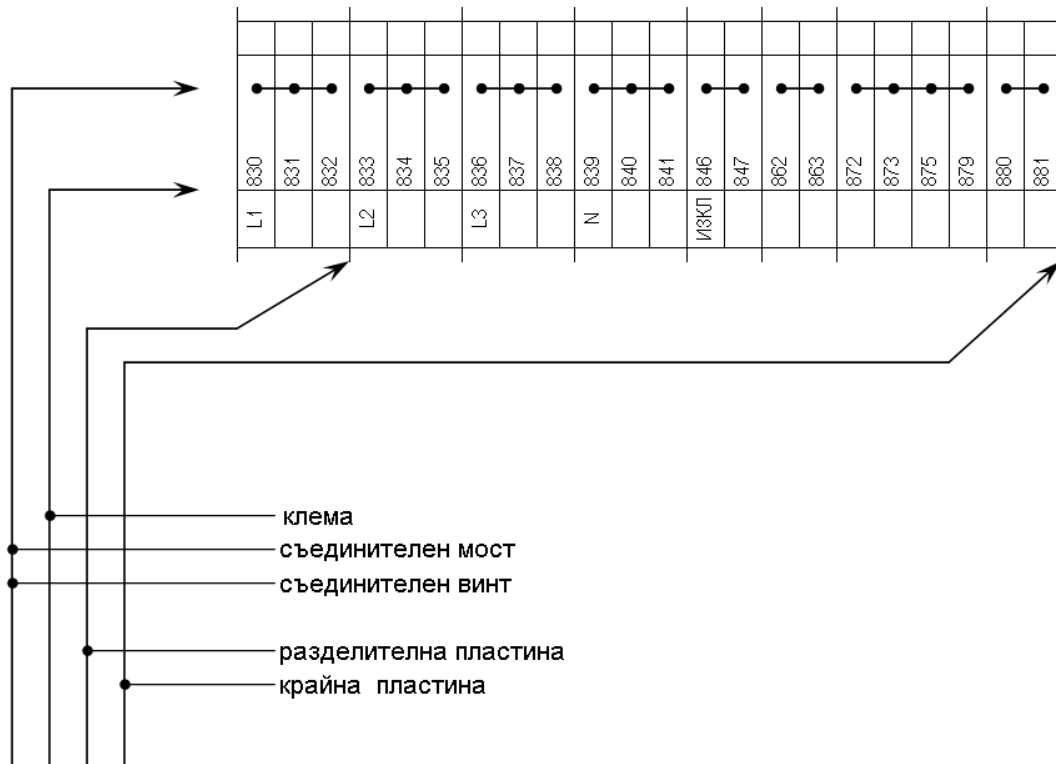 830 831 832 833 834 835 836 837 838 839 840 841 846 847 862 863 872 873 875 879 880 881
L1 L2 L3 N ИЗКЛ
клема
съединителен мост
съединителен винт
разделителна пластина
крайна пластина